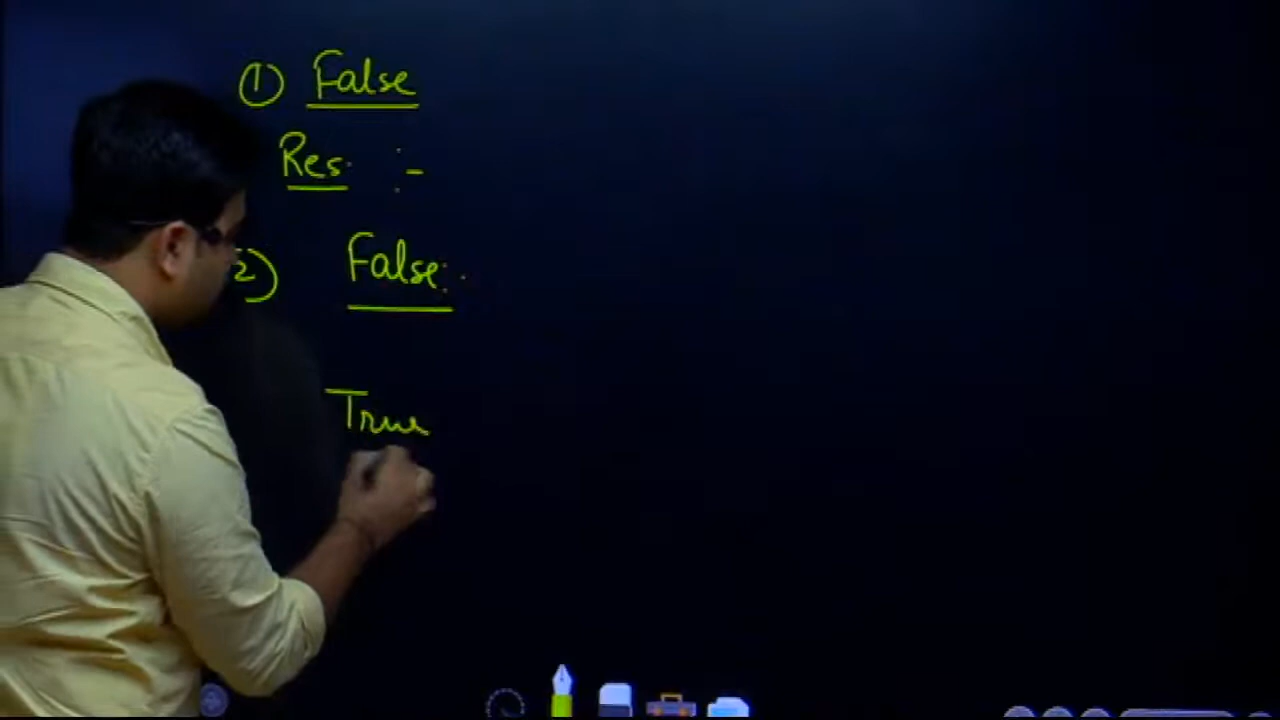 ① False
Res. :-
2) False:.
True